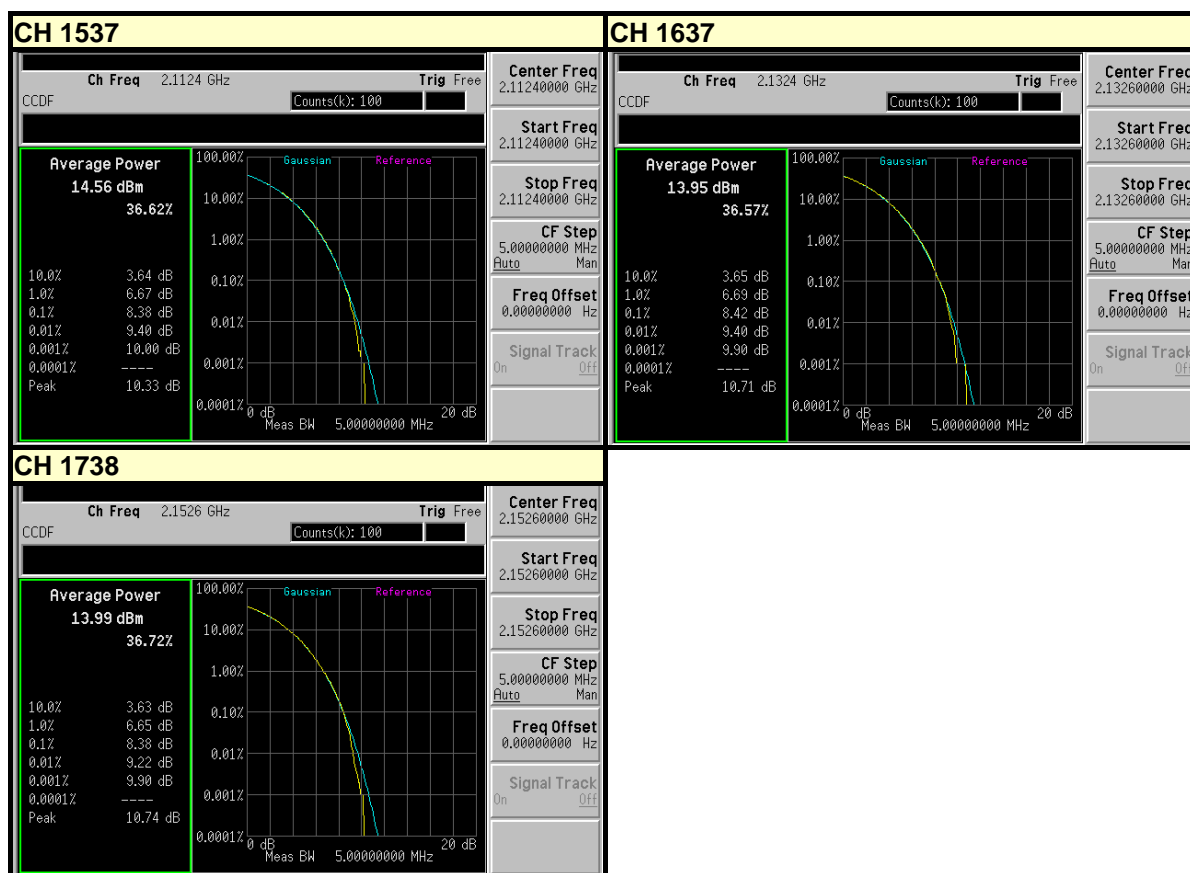 CH 1537
Ch Freq 2.1124 GHz Trig Free
CCDF Counts(k): 100
Average Power
14.56 dBm
36.62%
10.0% 3.64 dB
1.0% 6.67 dB
0.1% 8.38 dB
0.01% 9.40 dB
0.001% 10.00 dB
0.0001% ----
Peak 10.33 dB
Gaussian Reference
100.00%
10.00%
1.00%
0.10%
0.01%
0.001%
0.0001%
0 dB 20 dB
Meas BW 5.00000000 MHz
Center Freq
2.11240000 GHz
Start Freq
2.11240000 GHz
Stop Freq
2.11240000 GHz
CF Step
5.00000000 MHz
Auto Man
Freq Offset
0.00000000 Hz
Signal Track
On Off
CH 1637
Ch Freq 2.1324 GHz Trig Free
CCDF Counts(k): 100
Average Power
13.95 dBm
36.57%
10.0% 3.65 dB
1.0% 6.69 dB
0.1% 8.42 dB
0.01% 9.40 dB
0.001% 9.90 dB
0.0001% ----
Peak 10.71 dB
Gaussian Reference
100.00%
10.00%
1.00%
0.10%
0.01%
0.001%
0.0001%
0 dB 20 dB
Meas BW 5.00000000 MHz
Center Freq
2.13260000 GHz
Start Freq
2.13260000 GHz
Stop Freq
2.13260000 GHz
CF Step
5.00000000 MHz
Auto Man
Freq Offset
0.00000000 Hz
Signal Track
On Off
CH 1738
Ch Freq 2.1526 GHz Trig Free
CCDF Counts(k): 100
Average Power
13.99 dBm
36.72%
10.0% 3.63 dB
1.0% 6.65 dB
0.1% 8.38 dB
0.01% 9.22 dB
0.001% 9.90 dB
0.0001% ----
Peak 10.74 dB
Gaussian Reference
100.00%
10.00%
1.00%
0.10%
0.01%
0.001%
0.0001%
0 dB 20 dB
Meas BW 5.00000000 MHz
Center Freq
2.15260000 GHz
Start Freq
2.15260000 GHz
Stop Freq
2.15260000 GHz
CF Step
5.00000000 MHz
Auto Man
Freq Offset
0.00000000 Hz
Signal Track
On Off